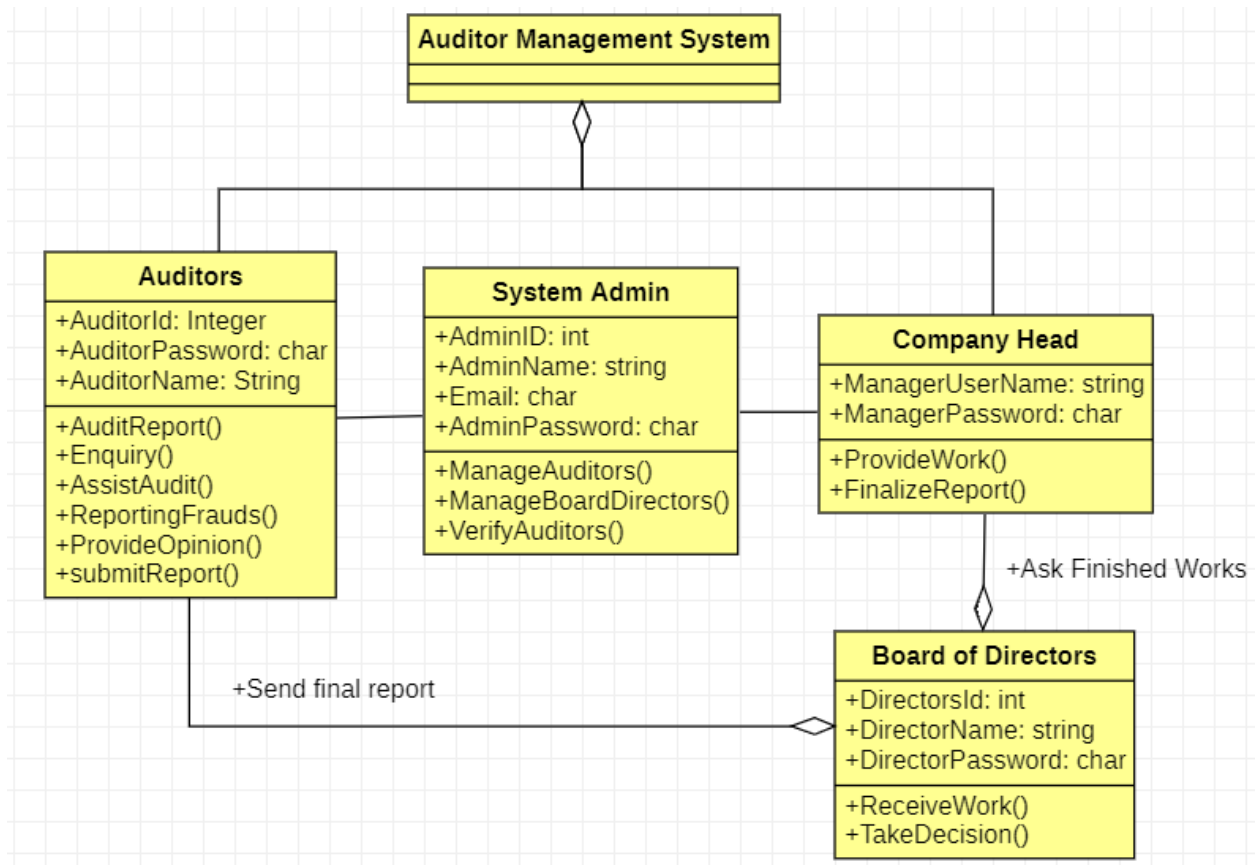 Auditor Management System
Auditors
+AuditorId: Integer
+AuditorPassword: char
+AuditorName: String
+AuditReport()
+Enquiry()
+AssistAudit()
+ReportingFrauds()
+ProvideOpinion()
+submitReport()
System Admin
+AdminID: int
+AdminName: string
+Email: char
+AdminPassword: char
+ManageAuditors()
+ManageBoardDirectors()
+VerifyAuditors()
Company Head
+ManagerUserName: string
+ManagerPassword: char
+ProvideWork()
+FinalizeReport()
+Ask Finished Works
+Send final report
Board of Directors
+DirectorsId: int
+DirectorName: string
+DirectorPassword: char
+ReceiveWork()
+TakeDecision()